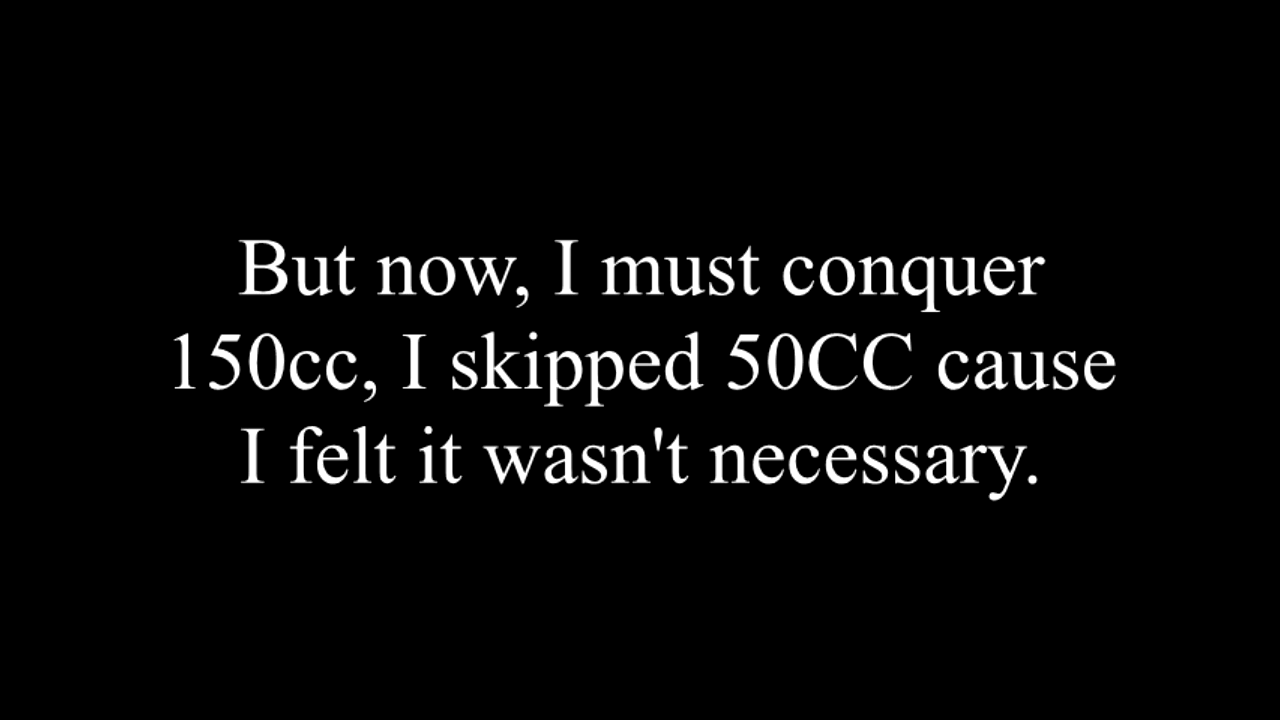 But now, I must conquer
150cc, I skipped 50CC cause
I felt it wasn't necessary.